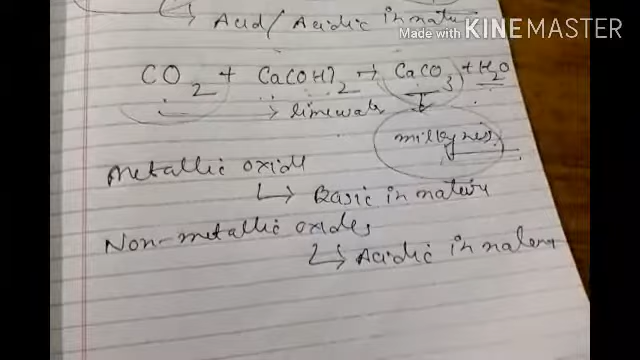 ↳ Acid/Acidic in nature
Made with KINEMASTER
CO2 + Ca(OH)2 → CaCO3 + H2O
↳ limewater
milkyness
Metallic oxide
↳ Basic in nature
Non-metallic oxides
↳ Acidic in nature